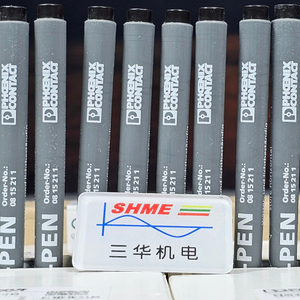 PHOENIX
CONTACT
Order-No.:
08 15 21 1
PEN
SHME
三华机电